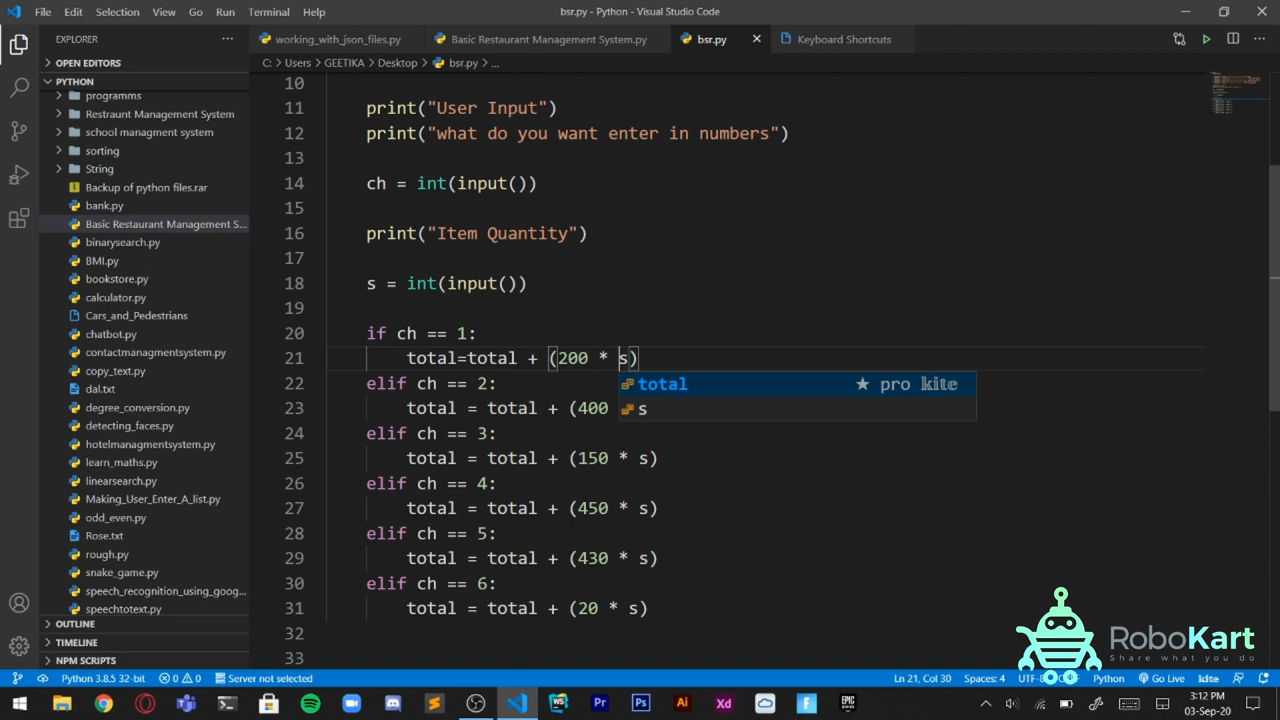 File Edit Selection View Go Run Terminal Help
bsr.py - Python - Visual Studio Code
EXPLORER
OPEN EDITORS
PYTHON
programms
Restraunt Management System
school managment system
sorting
String
Backup of python files.rar
bank.py
Basic Restaurant Management S...
binarysearch.py
BMI.py
bookstore.py
calculator.py
Cars_and_Pedestrians
chatbot.py
contactmanagmentsystem.py
copy_text.py
dal.txt
degree_conversion.py
detecting_faces.py
hotelmanagmentsystem.py
learn_maths.py
linearsearch.py
Making_User_Enter_A_list.py
odd_even.py
Rose.txt
rough.py
snake_game.py
speech_recognition_using_goog...
speechtotext.py
OUTLINE
TIMELINE
NPM SCRIPTS
working_with_json_files.py
Basic Restaurant Management System.py
bsr.py
Keyboard Shortcuts
C: > Users > GEETIKA > Desktop > bsr.py > ...
10
11 print("User Input")
12 print("what do you want enter in numbers")
13
14 ch = int(input())
15
16 print("Item Quantity")
17
18 s = int(input())
19
20 if ch == 1:
21 total=total + (200 * s)
22 elif ch == 2:
total ★ pro kite
23 total = total + (400
s
24 elif ch == 3:
25 total = total + (150 * s)
26 elif ch == 4:
27 total = total + (450 * s)
28 elif ch == 5:
29 total = total + (430 * s)
30 elif ch == 6:
31 total = total + (20 * s)
32
33
RoboKart
Share what you do
Python 3.8.5 32-bit 0 0 Server not selected
Ln 21, Col 30 Spaces: 4 UTF-8 Python Go Live kite
3:12 PM
03-Sep-20